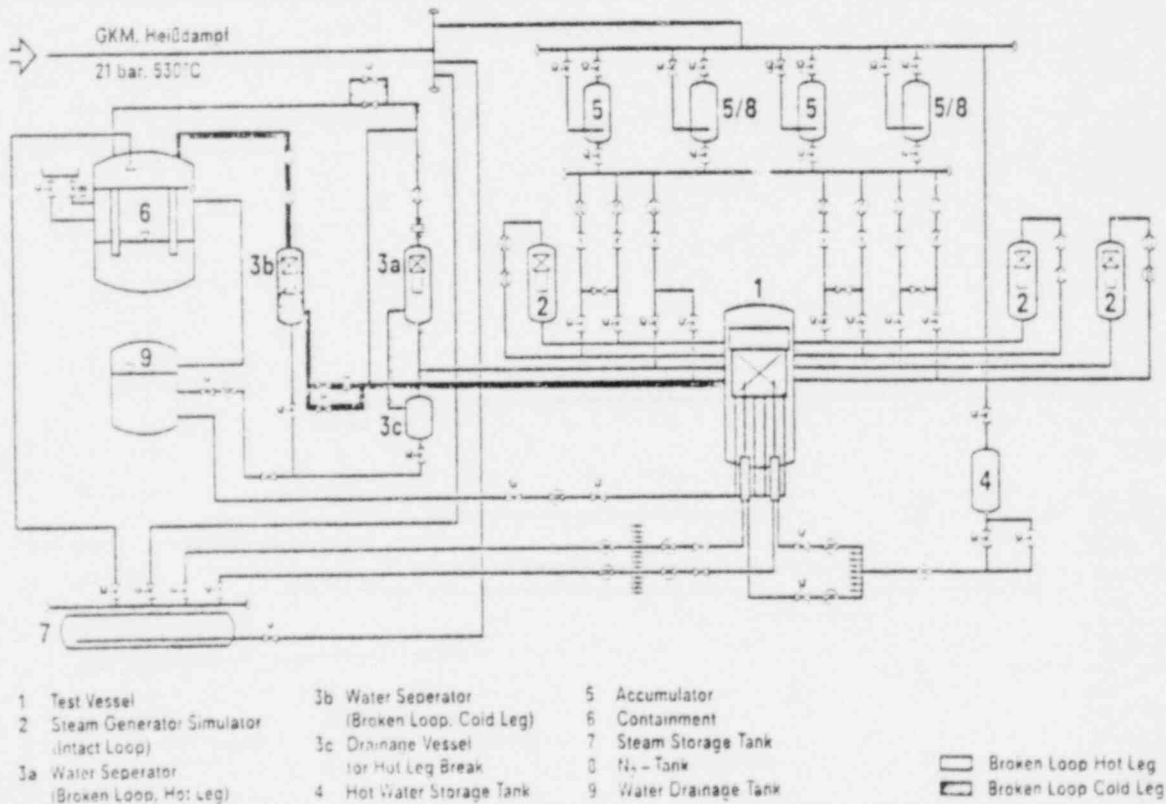 GKM, Heißdampf
21 bar, 530°C
5
5/8
5
5/8
6
3b
3a
2
1
2
2
9
3c
4
7
1 Test Vessel
2 Steam Generator Simulator
(Intact Loop)
3a Water Seperator
(Broken Loop, Hot Leg)
3b Water Seperator
(Broken Loop, Cold Leg)
3c Drainage Vessel
for Hot Leg Break
4 Hot Water Storage Tank
5 Accumulator
6 Containment
7 Steam Storage Tank
8 N₂ - Tank
9 Water Drainage Tank
Broken Loop Hot Leg
Broken Loop Cold Leg